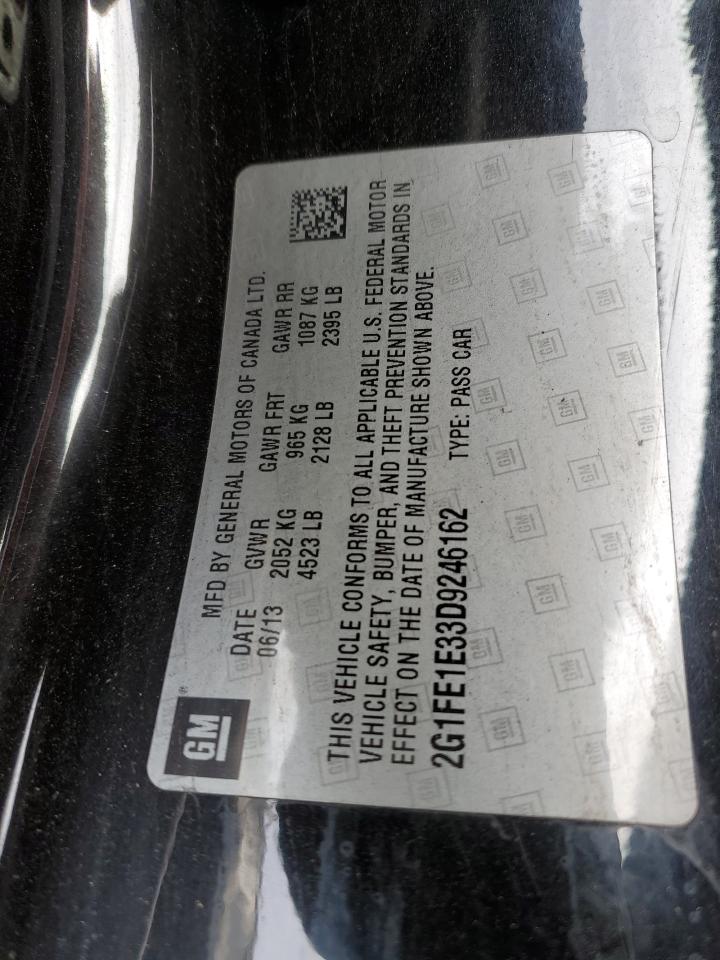 GM®
MFD BY GENERAL MOTORS OF CANADA LTD.
DATE GVWR GAWR FRT GAWR RR
06/13 2052 KG 965 KG 1087 KG
4523 LB 2128 LB 2395 LB
THIS VEHICLE CONFORMS TO ALL APPLICABLE U.S. FEDERAL MOTOR
VEHICLE SAFETY, BUMPER, AND THEFT PREVENTION STANDARDS IN
EFFECT ON THE DATE OF MANUFACTURE SHOWN ABOVE.
2G1FE1E33D9246162 TYPE: PASS CAR